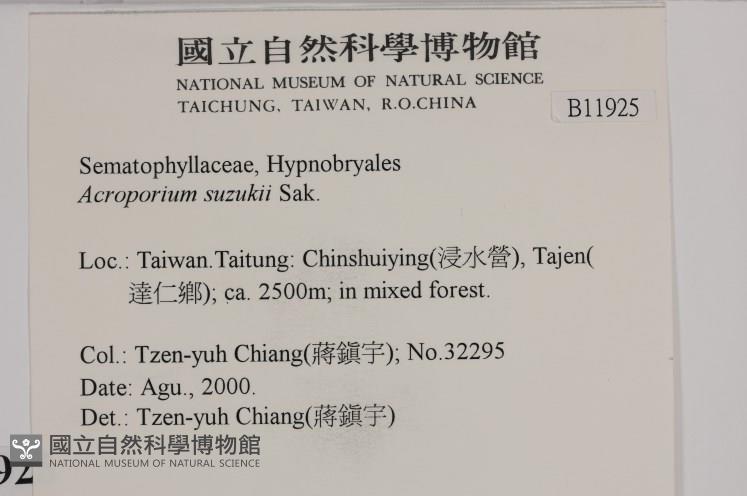 國立自然科學博物館
NATIONAL MUSEUM OF NATURAL SCIENCE
TAICHUNG, TAIWAN, R.O.CHINA
B11925
Sematophyllaceae, Hypnobryales
Acroporium suzukii Sak.
Loc.: Taiwan.Taitung: Chinshuiying(浸水營), Tajen(
達仁鄉); ca. 2500m; in mixed forest.
Col.: Tzen-yuh Chiang(蔣鎮宇); No.32295
Date: Agu., 2000.
Det.: Tzen-yuh Chiang(蔣鎮宇)
國立自然科學博物館
NATIONAL MUSEUM OF NATURAL SCIENCE
92